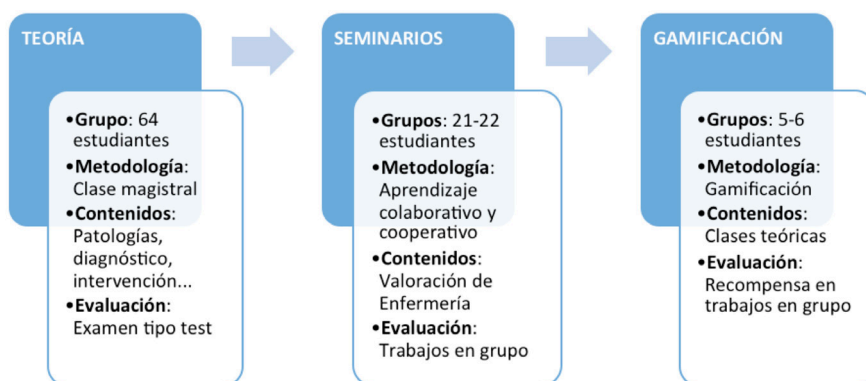 TEORÍA
•Grupo: 64
estudiantes
•Metodología:
Clase magistral
•Contenidos:
Patologías,
diagnóstico,
intervención...
•Evaluación:
Examen tipo test
SEMINARIOS
•Grupos: 21-22
estudiantes
•Metodología:
Aprendizaje
colaborativo y
cooperativo
•Contenidos:
Valoración de
Enfermería
•Evaluación:
Trabajos en grupo
GAMIFICACIÓN
•Grupos: 5-6
estudiantes
•Metodología:
Gamificación
•Contenidos:
Clases teóricas
•Evaluación:
Recompensa en
trabajos en grupo